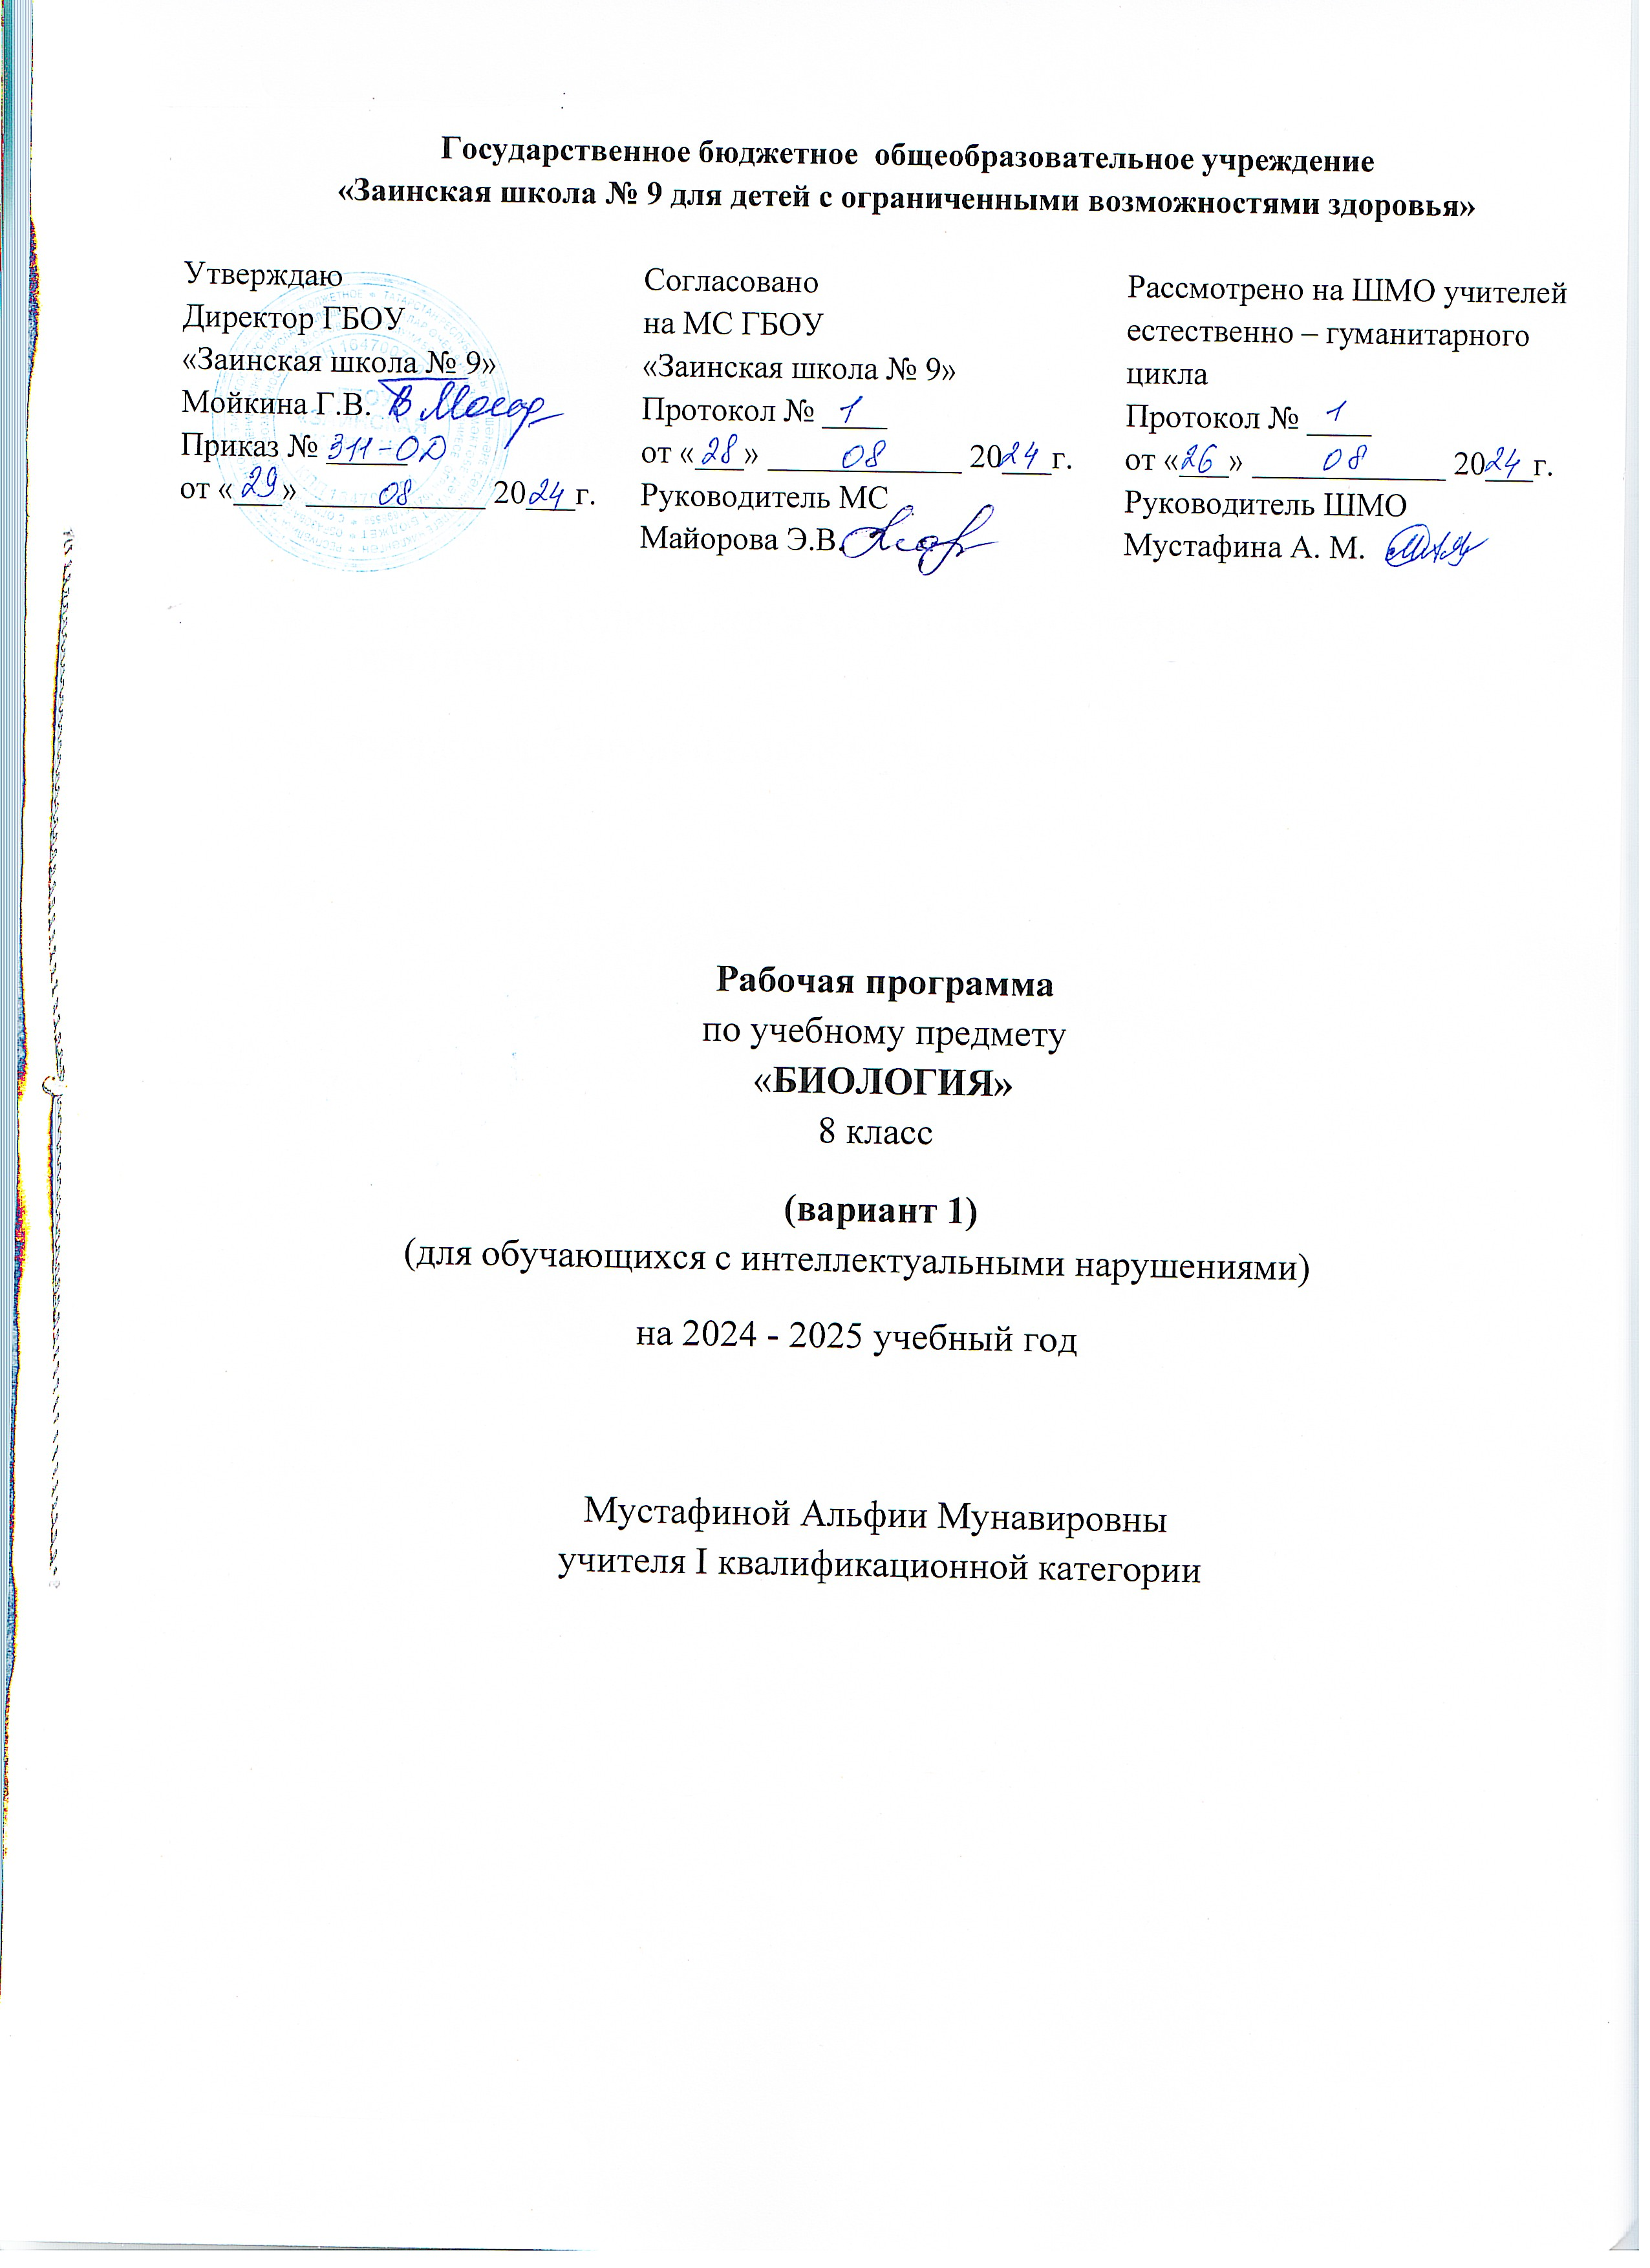 Государственное бюджетное общеобразовательное учреждение
«Заинская школа № 9 для детей с ограниченными возможностями здоровья»
Утверждаю
Директор ГБОУ
«Заинская школа № 9»
Мойкина Г.В.
Приказ № 311-ОД
от «29» 08 2024 г.
Согласовано
на МС ГБОУ
«Заинская школа № 9»
Протокол № 1
от «28» 08 2024 г.
Руководитель МС
Майорова Э.В.
Рассмотрено на ШМО учителей
естественно – гуманитарного
цикла
Протокол № 1
от «26» 08 2024 г.
Руководитель ШМО
Мустафина А. М.
Рабочая программа
по учебному предмету
«БИОЛОГИЯ»
8 класс
(вариант 1)
(для обучающихся с интеллектуальными нарушениями)
на 2024 - 2025 учебный год
Мустафиной Альфии Мунавировны
учителя I квалификационной категории